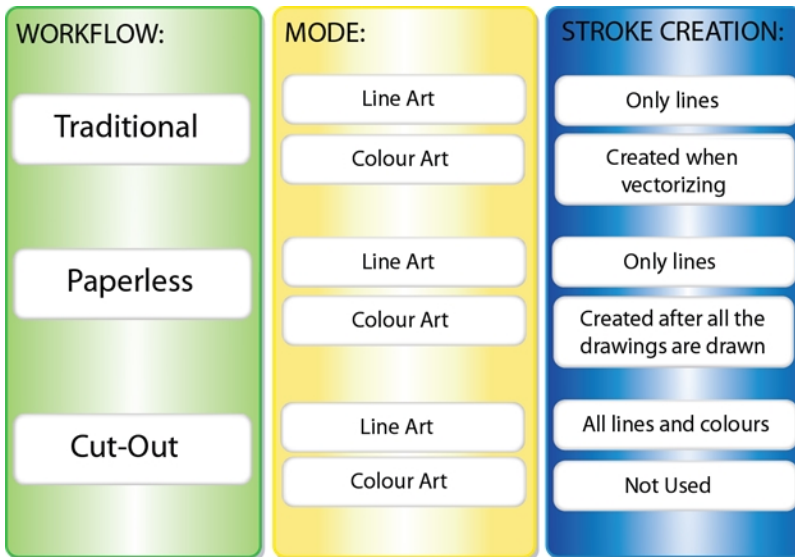 WORKFLOW:
MODE:
STROKE CREATION:
Traditional
Line Art
Only lines
Colour Art
Created when
vectorizing
Paperless
Line Art
Only lines
Colour Art
Created after all the
drawings are drawn
Cut-Out
Line Art
All lines and colours
Colour Art
Not Used